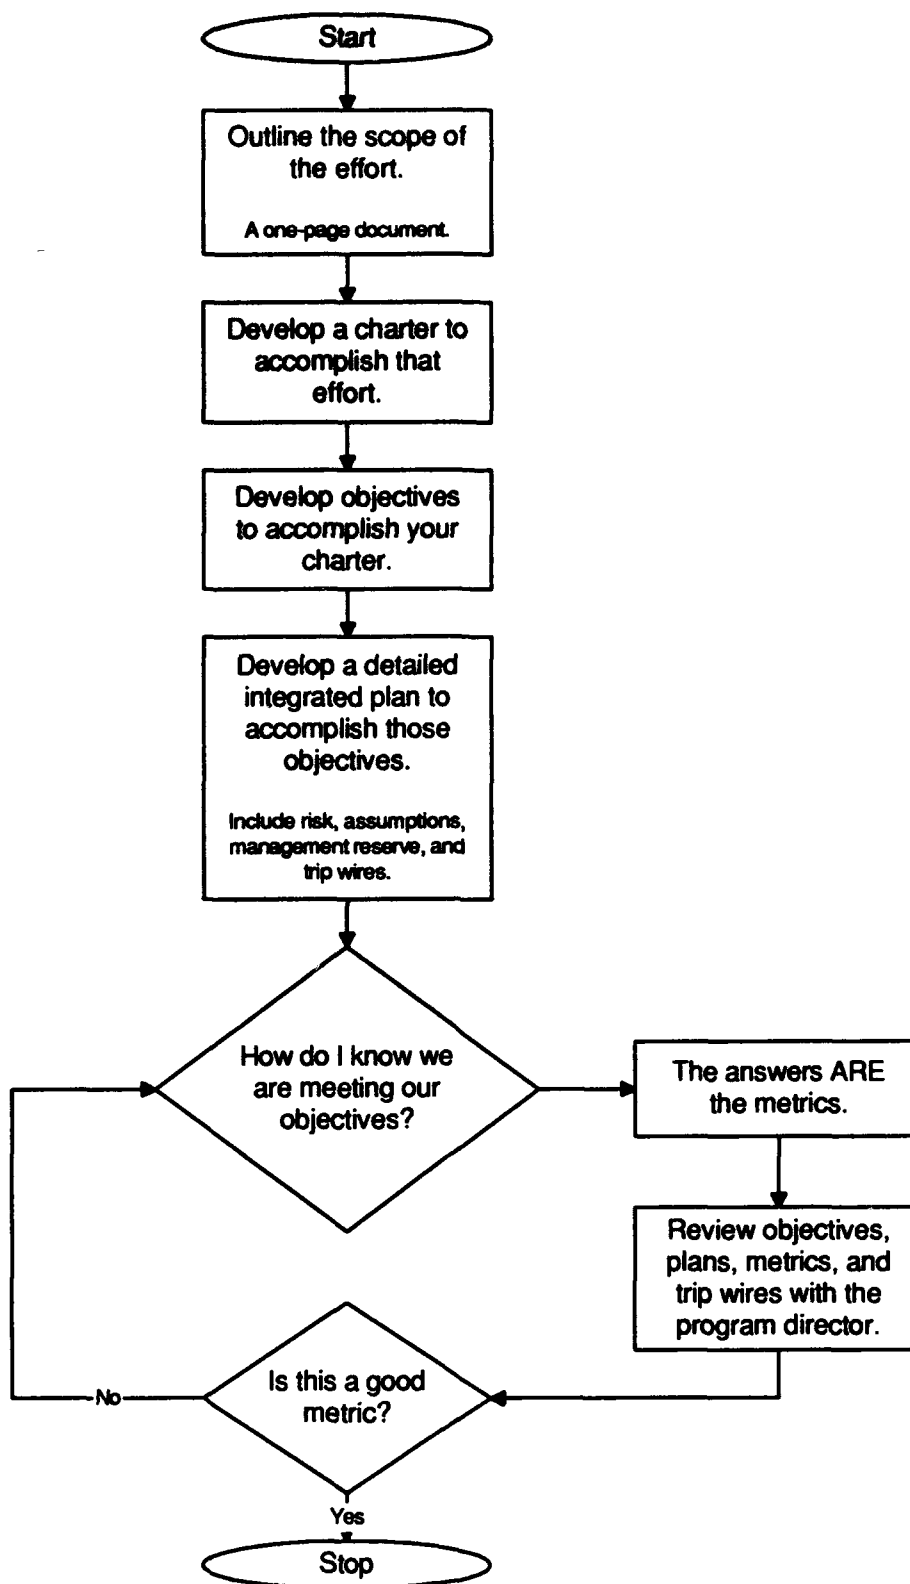 Start
Outline the scope of
the effort.
A one-page document.
Develop a charter to
accomplish that
effort.
Develop objectives
to accomplish your
charter.
Develop a detailed
integrated plan to
accomplish those
objectives.
Include risk, assumptions,
management reserve, and
trip wires.
How do I know we
are meeting our
objectives?
The answers ARE
the metrics.
Review objectives,
plans, metrics, and
trip wires with the
program director.
Is this a good
metric?
No
Yes
Stop